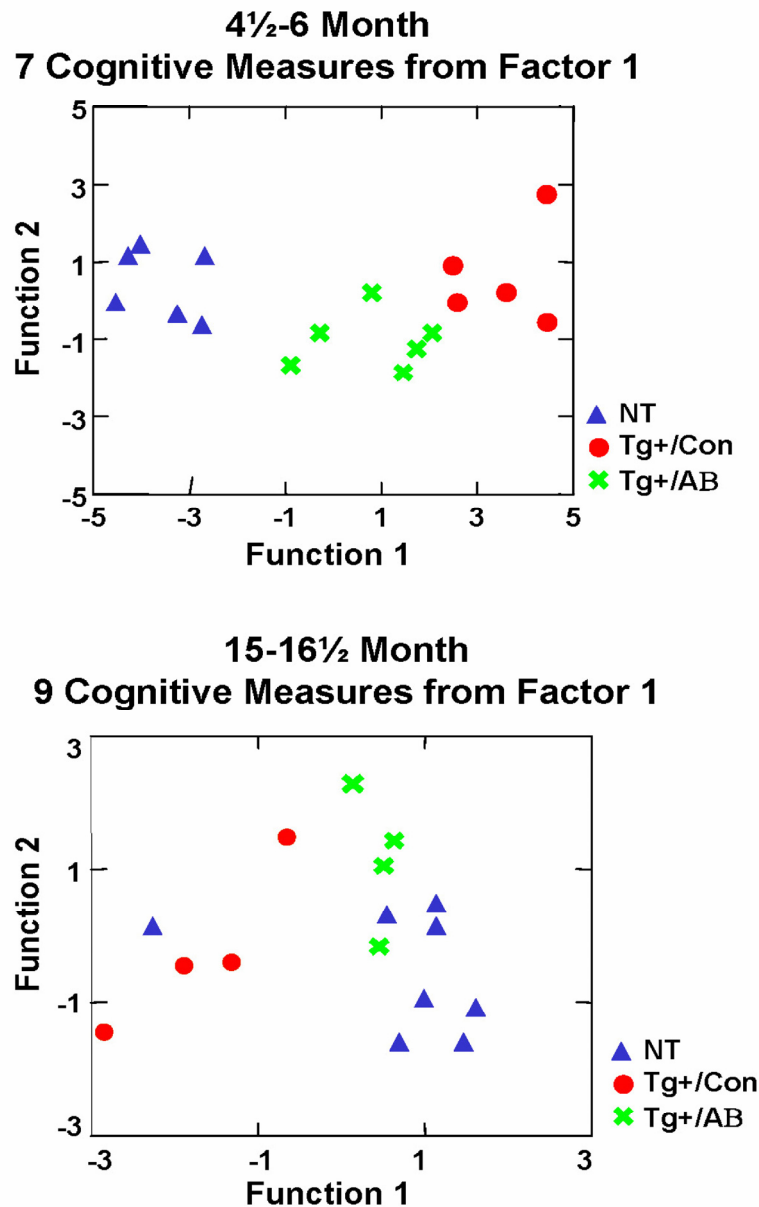 4½-6 Month
7 Cognitive Measures from Factor 1
5
3
1
-1
-3
-5
Function 2
-5 -3 -1 1 3 5
Function 1
NT
Tg+/Con
Tg+/AB
15-16½ Month
9 Cognitive Measures from Factor 1
3
1
-1
-3
Function 2
-3 -1 1 3
Function 1
NT
Tg+/Con
Tg+/AB